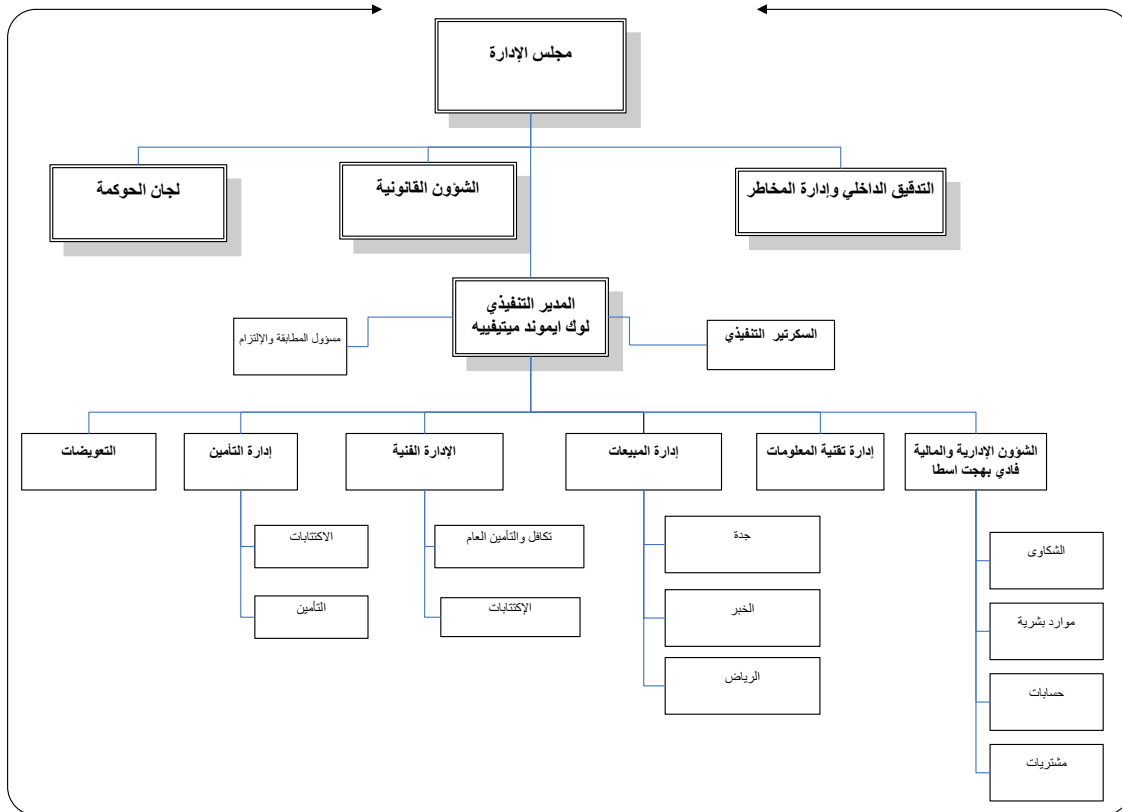 مجلس الإدارة
التدقيق الداخلي وإدارة المخاطر
الشؤون القانونية
لجان الحوكمة
المدير التنفيذي
لوك ايموند ميتيفييه
السكرتير التنفيذي
مسؤول المطابقة والإلتزام
الشؤون الإدارية والمالية
فادي بهجت اسطا
إدارة تقنية المعلومات
إدارة المبيعات
الإدارة الفنية
إدارة التأمين
التعويضات
الشكاوى
موارد بشرية
حسابات
مشتريات
جدة
الخبر
الرياض
تكافل والتأمين العام
الإكتتابات
الاكتتابات
التأمين